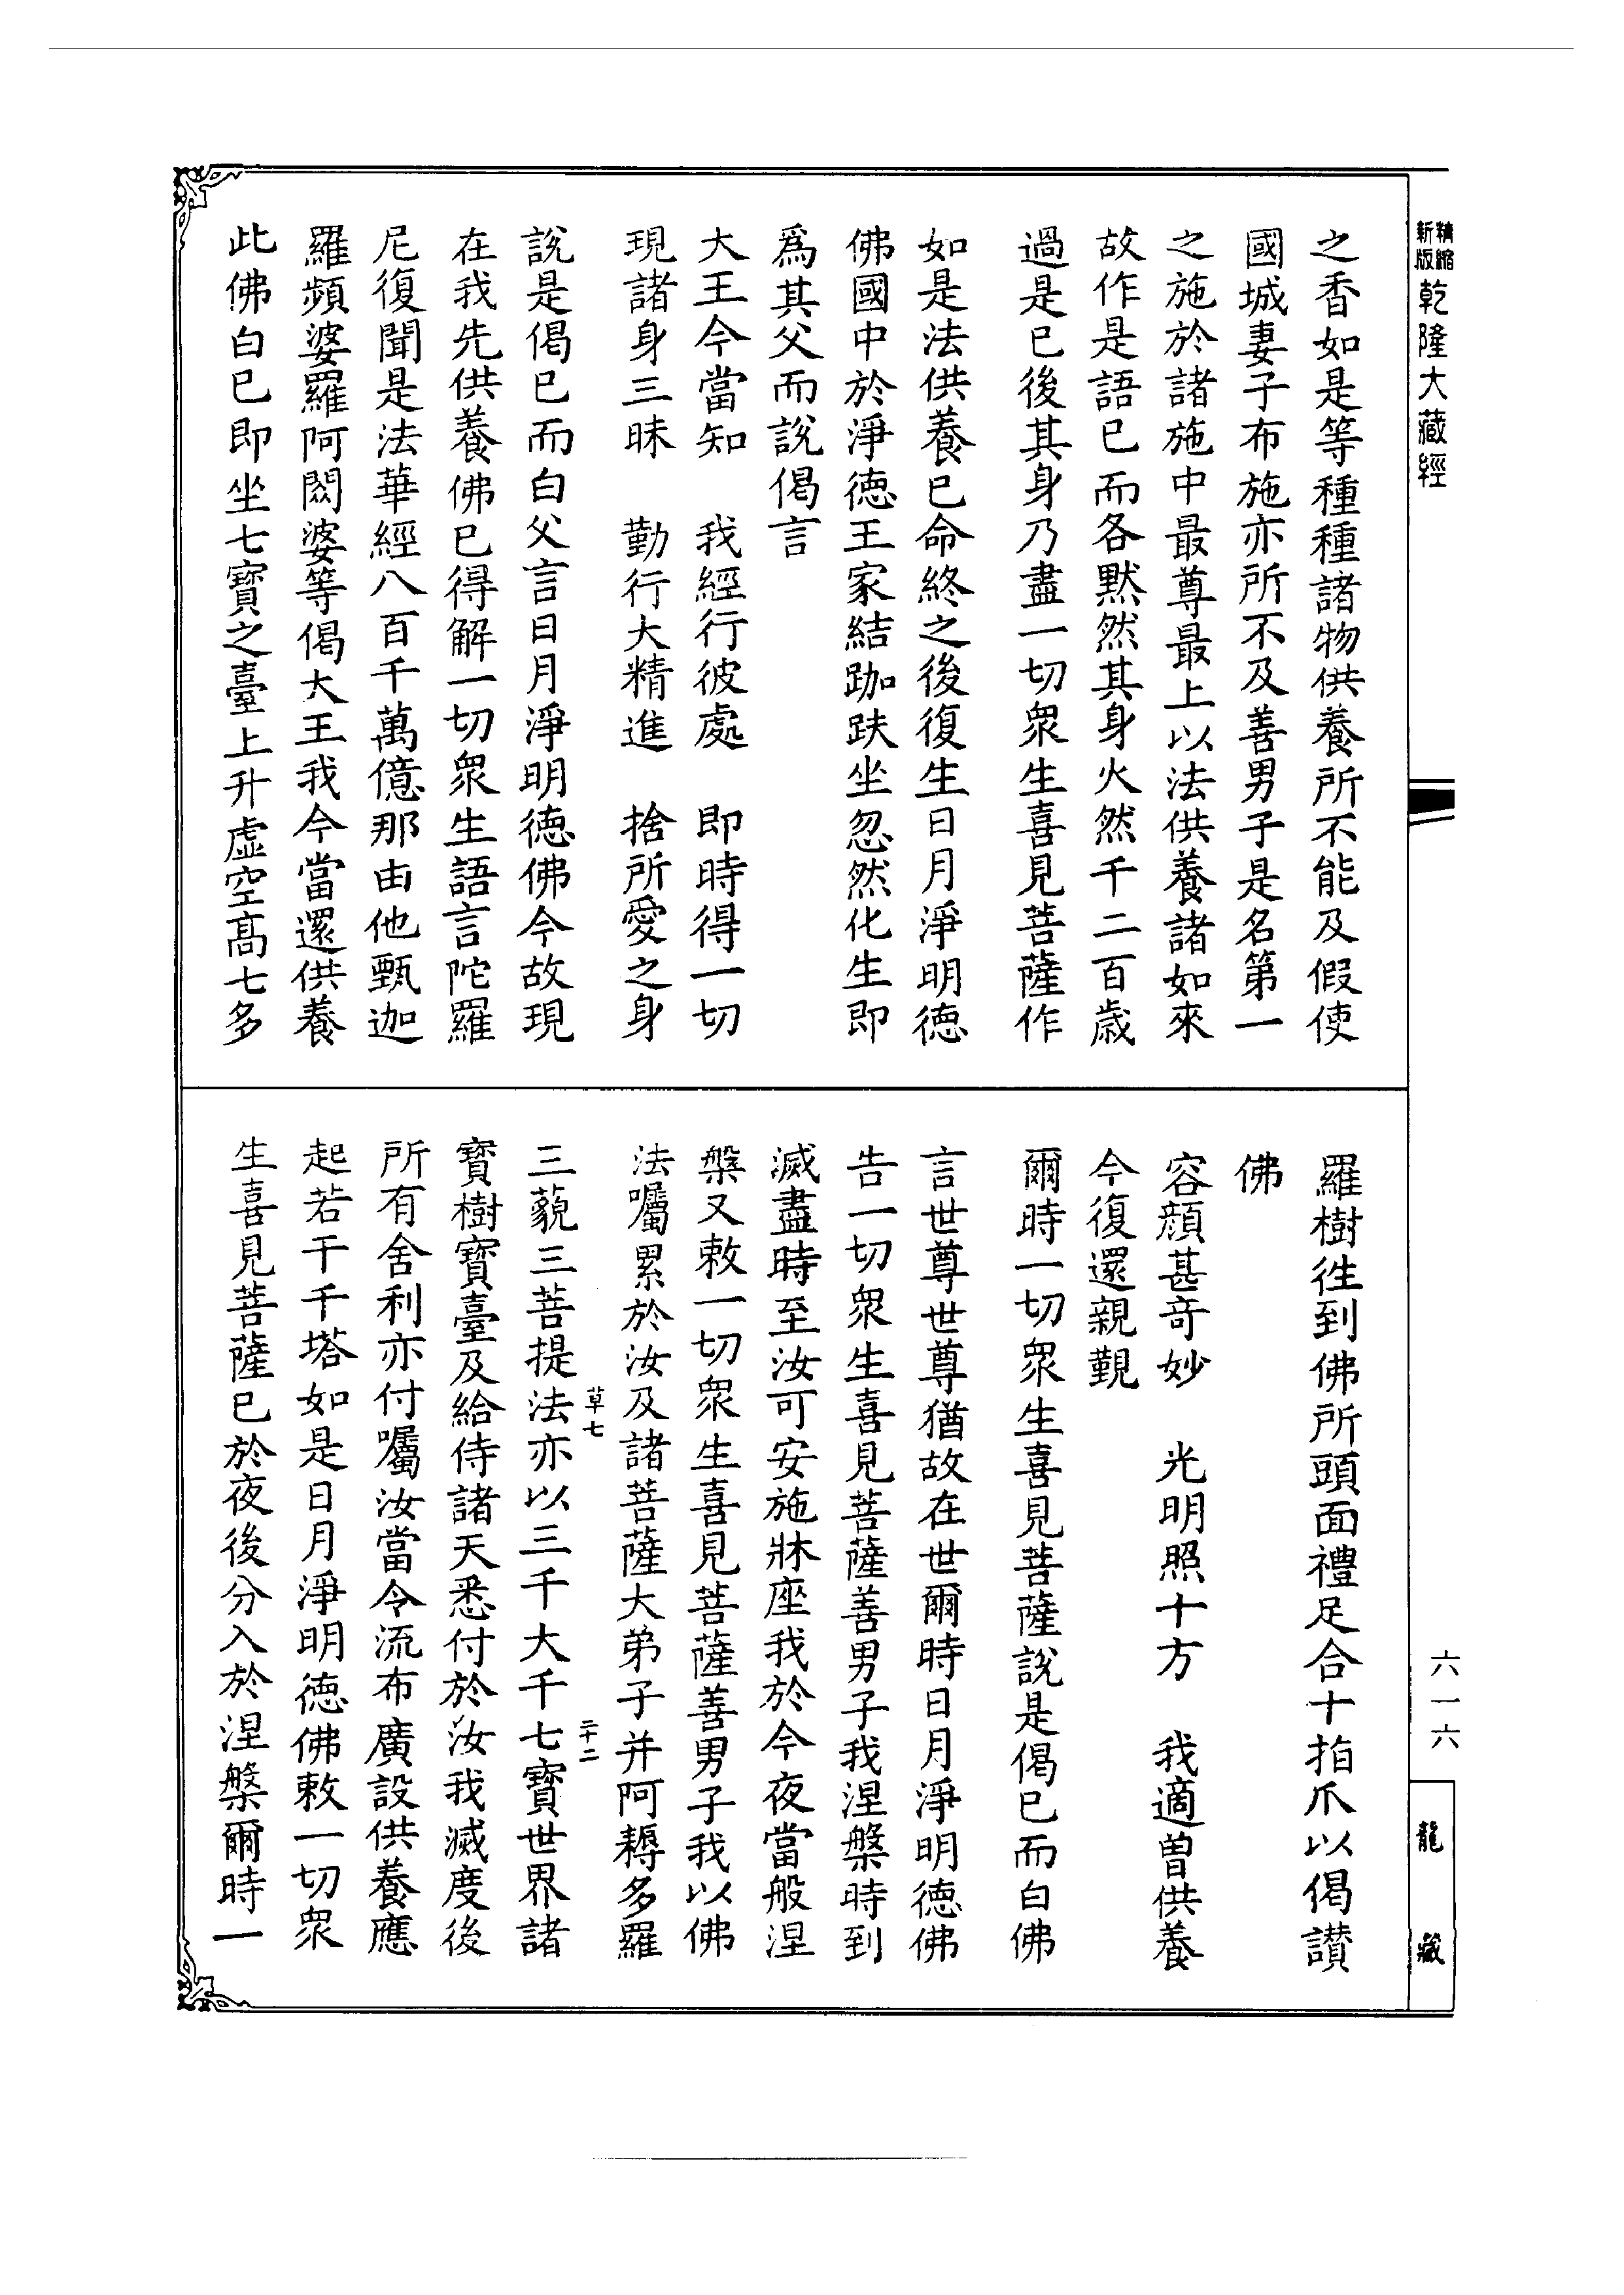 精縮新版乾隆大藏經
之香如是等種種諸物供養所不能及假使
國城妻子布施亦所不及善男子是名第一
之施於諸施中最尊最上以法供養諸如來
故作是語已而各默然其身火然千二百歲
過是已後其身乃盡一切眾生喜見菩薩作
如是法供養已命終之後復生日月淨明德
佛國中於淨德王家結跏趺坐忽然化生即
爲其父而說偈言
大王今當知　我經行彼處　即時得一切
現諸身三昧　勤行大精進　捨所愛之身
說是偈已而白父言日月淨明德佛今故現
在我先供養佛已得解一切眾生語言陀羅
尼復聞是法華經八百千萬億那由他甄迦
羅頻婆羅阿閦婆等偈大王我今當還供養
此佛白已即坐七寶之臺上升虛空高七多
羅樹往到佛所頭面禮足合十指爪以偈讚
佛
容顏甚奇妙　光明照十方　我適曾供養
今復還親覲
爾時一切眾生喜見菩薩說是偈已而白佛
言世尊世尊猶故在世爾時日月淨明德佛
告一切眾生喜見菩薩善男子我涅槃時到
滅盡時至汝可安施牀座我於今夜當般涅
槃又敕一切眾生喜見菩薩善男子我以佛
法囑累於汝及諸菩薩大弟子并阿耨多羅
草七　二十二
三藐三菩提法亦以三千大千七寶世界諸
寶樹寶臺及給侍諸天悉付於汝我滅度後
所有舍利亦付囑汝當令流布廣設供養應
起若干千塔如是日月淨明德佛敕一切眾
生喜見菩薩已於夜後分入於涅槃爾時一
六一六
龍藏